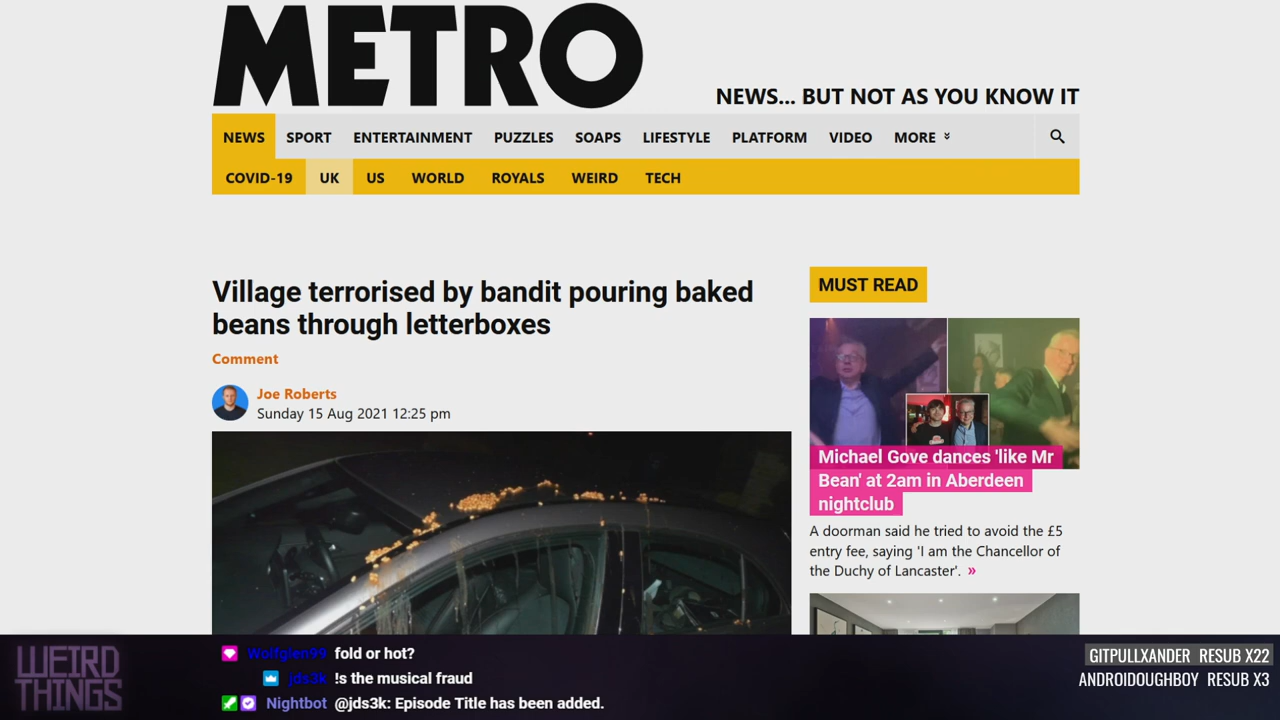 METRO
NEWS... BUT NOT AS YOU KNOW IT
NEWS SPORT ENTERTAINMENT PUZZLES SOAPS LIFESTYLE PLATFORM VIDEO MORE
COVID-19 UK US WORLD ROYALS WEIRD TECH
Village terrorised by bandit pouring baked
beans through letterboxes
Comment
Joe Roberts
Sunday 15 Aug 2021 12:25 pm
MUST READ
Michael Gove dances 'like Mr
Bean' at 2am in Aberdeen
nightclub
A doorman said he tried to avoid the £5
entry fee, saying 'I am the Chancellor of
the Duchy of Lancaster'. »
WEIRD
THINGS
Wolfglen99 fold or hot?
jds3k !s the musical fraud
Nightbot @jds3k: Episode Title has been added.
GITPULLXANDER RESUB X22
ANDROIDOUGHBOY RESUB X3